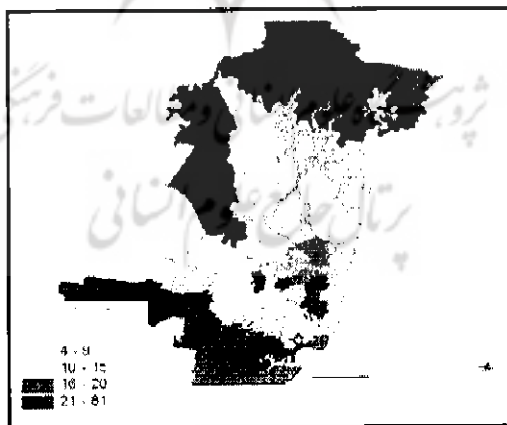 پژوهشگاه علوم انسانی و مطالعات فرهنگی
پرتال جامع علوم انسانی
4 - 9
10 - 15
16 - 20
21 - 81